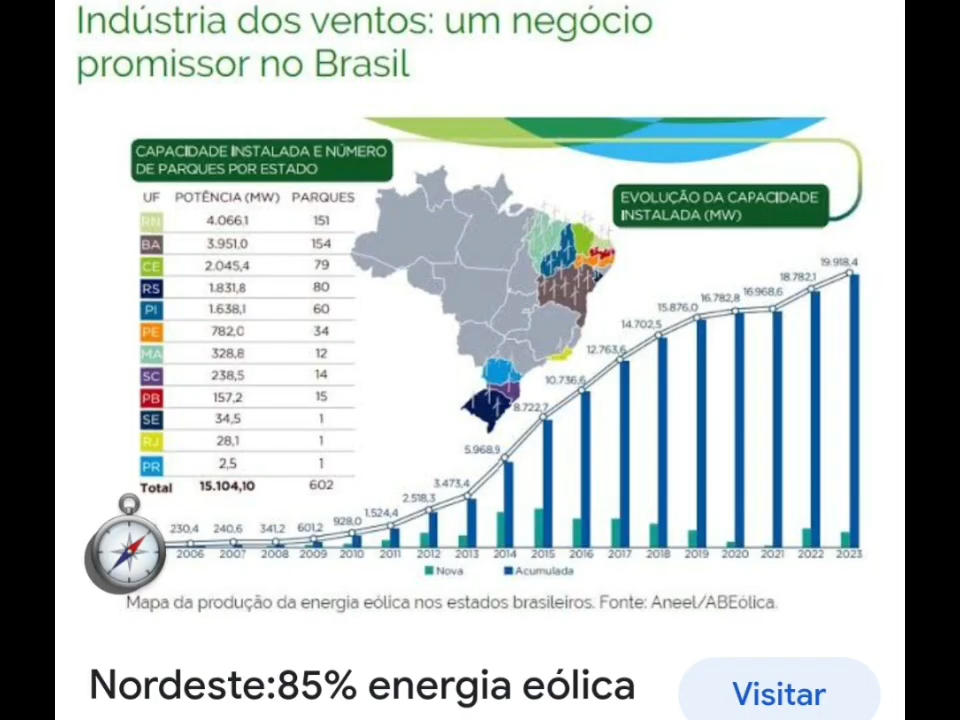 Indústria dos ventos: um negócio
promissor no Brasil
CAPACIDADE INSTALADA E NÚMERO
DE PARQUES POR ESTADO
UF POTÊNCIA (MW) PARQUES
RN 4.066,1 151
BA 3.951,0 154
CE 2.045,4 79
RS 1.831,8 80
PI 1.638,1 60
PE 782,0 34
MA 328,8 12
SC 238,5 14
PB 157,2 15
SE 34,5 1
RJ 28,1 1
PR 2,5 1
Total 15.104,10 602
EVOLUÇÃO DA CAPACIDADE
INSTALADA (MW)
230,4 240,6 341,2 601,2 928,0 1.524,4 2.518,3 3.473,4 5.968,9 8.722,7 10.736,6 12.763,6 14.702,5 15.876,0 16.782,8 16.968,6 18.782,1 19.918,4
2006 2007 2008 2009 2010 2011 2012 2013 2014 2015 2016 2017 2018 2019 2020 2021 2022 2023
Nova Acumulada
Mapa da produção da energia eólica nos estados brasileiros. Fonte: Aneel/ABEólica.
Nordeste:85% energia eólica
Visitar